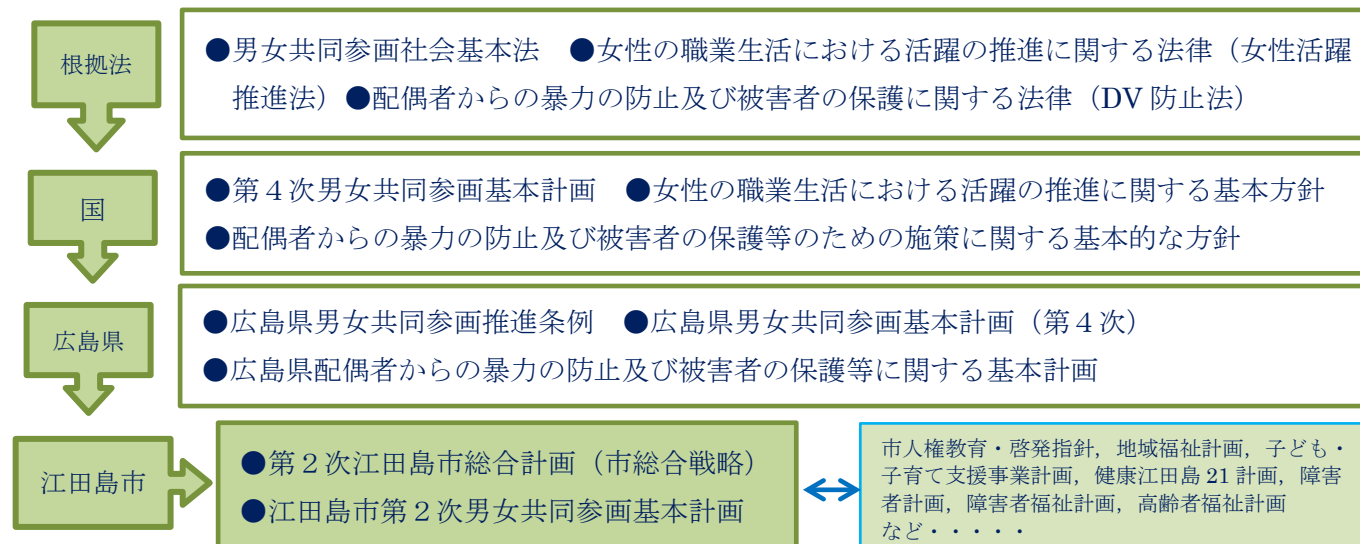 根拠法
●男女共同参画社会基本法　●女性の職業生活における活躍の推進に関する法律（女性活躍
推進法）●配偶者からの暴力の防止及び被害者の保護に関する法律（DV 防止法）
国
●第４次男女共同参画基本計画　●女性の職業生活における活躍の推進に関する基本方針
●配偶者からの暴力の防止及び被害者の保護等のための施策に関する基本的な方針
広島県
●広島県男女共同参画推進条例　●広島県男女共同参画基本計画（第４次）
●広島県配偶者からの暴力の防止及び被害者の保護等に関する基本計画
江田島市
●第２次江田島市総合計画（市総合戦略）
●江田島市第２次男女共同参画基本計画
市人権教育・啓発指針，地域福祉計画，子ども・
子育て支援事業計画，健康江田島 21 計画，障害
者計画，障害者福祉計画，高齢者福祉計画
など・・・・・